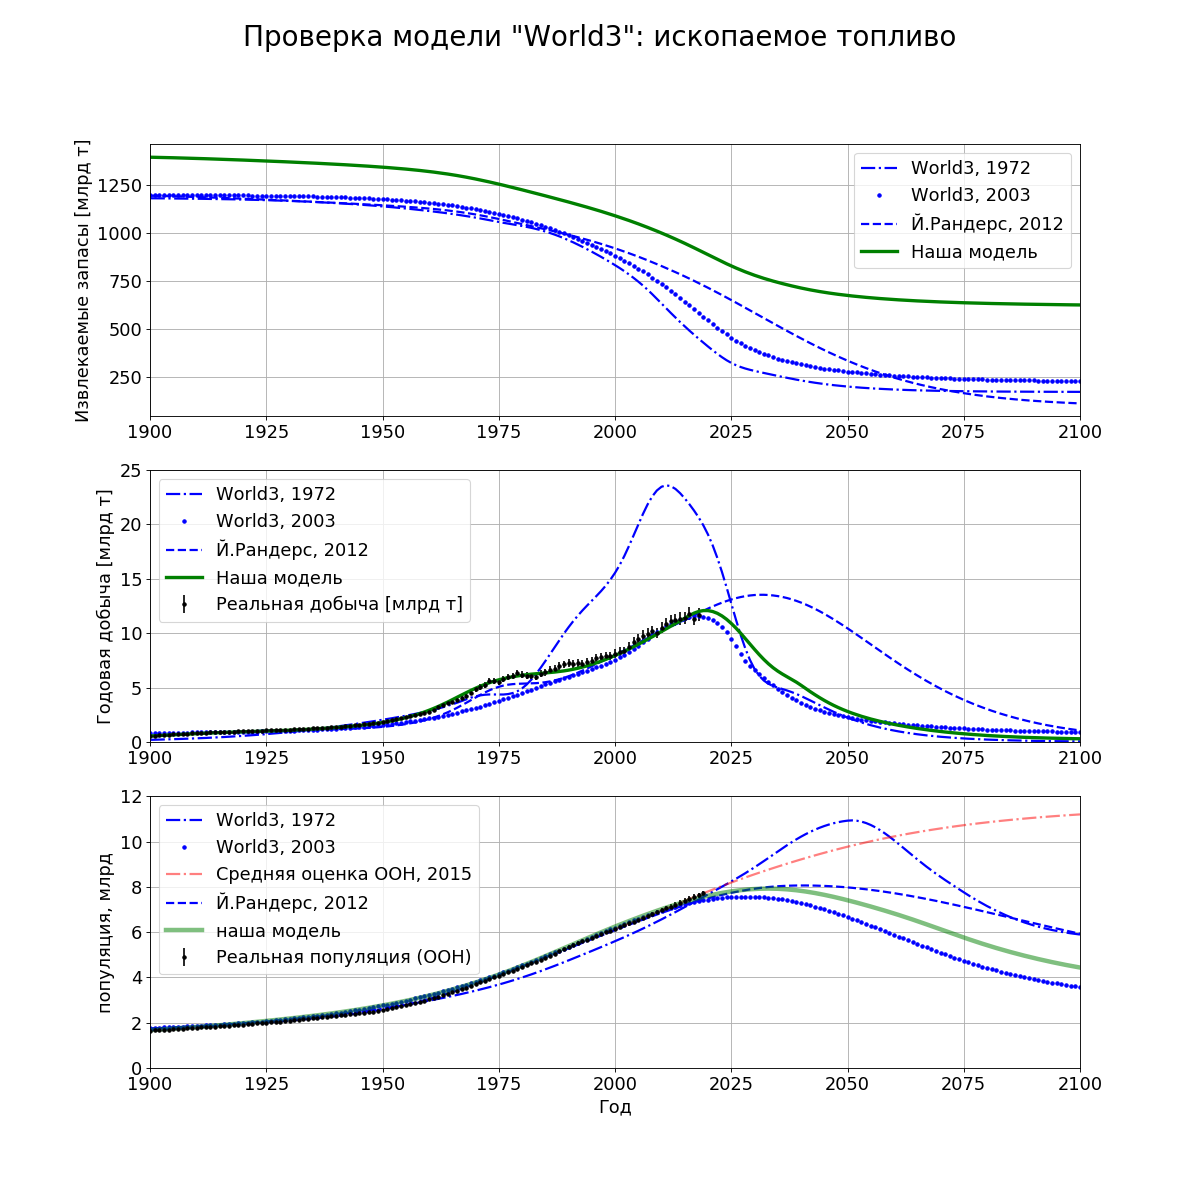 Проверка модели "World3": ископаемое топливо
Извлекаемые запасы [млрд т]
1250
1000
750
500
250
World3, 1972
World3, 2003
Й.Рандерс, 2012
Наша модель
1900 1925 1950 1975 2000 2025 2050 2075 2100
Годовая добыча [млрд т]
25
20
15
10
5
0
World3, 1972
World3, 2003
Й.Рандерс, 2012
Наша модель
Реальная добыча [млрд т]
1900 1925 1950 1975 2000 2025 2050 2075 2100
популяция, млрд
12
10
8
6
4
2
0
World3, 1972
World3, 2003
Средняя оценка ООН, 2015
Й.Рандерс, 2012
наша модель
Реальная популяция (ООН)
1900 1925 1950 1975 2000 2025 2050 2075 2100
Год